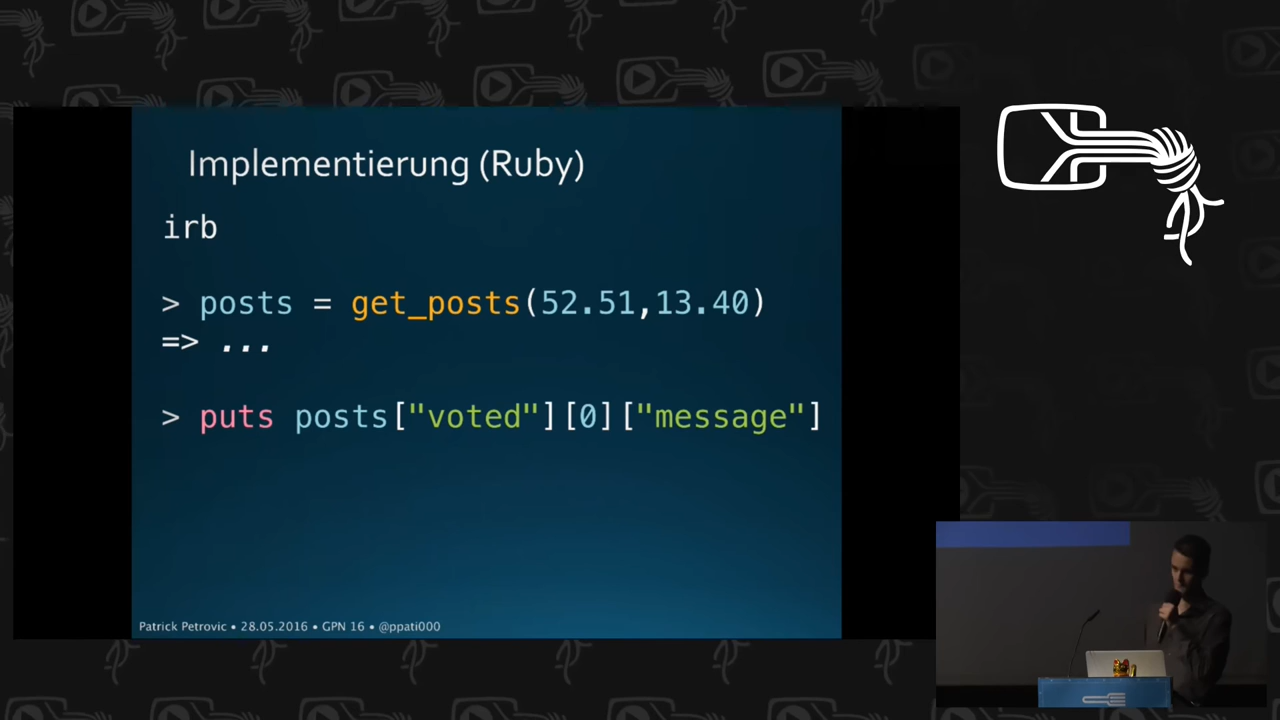 Implementierung (Ruby)
irb
> posts = get_posts(52.51,13.40)
=> ...
> puts posts["voted"][0]["message"]
Patrick Petrovic • 28.05.2016 • GPN 16 • @ppati000